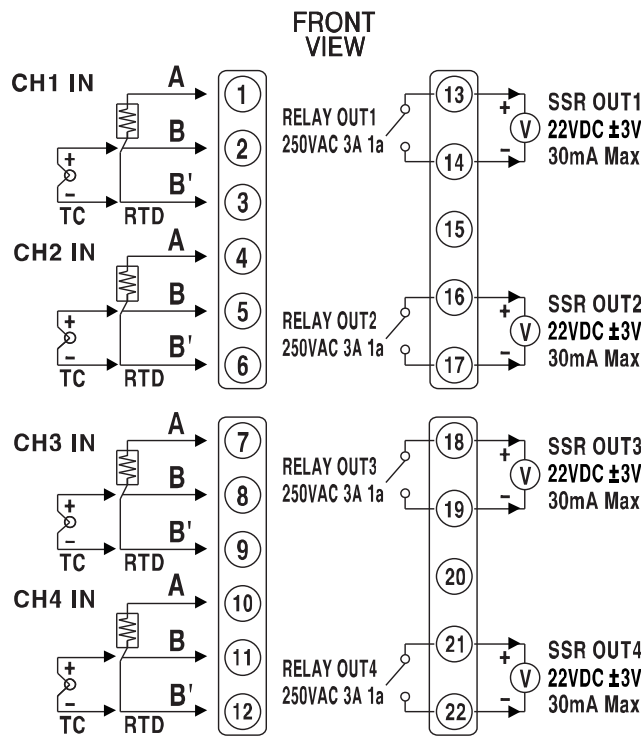 FRONT
VIEW
CH1 IN
A
B
B'
+
−
TC
RTD
1
2
3
RELAY OUT1
250VAC 3A 1a
13
14
15
+
−
V
SSR OUT1
22VDC ±3V
30mA Max
CH2 IN
A
B
B'
+
−
TC
RTD
4
5
6
RELAY OUT2
250VAC 3A 1a
16
17
+
−
V
SSR OUT2
22VDC ±3V
30mA Max
CH3 IN
A
B
B'
+
−
TC
RTD
7
8
9
RELAY OUT3
250VAC 3A 1a
18
19
20
+
−
V
SSR OUT3
22VDC ±3V
30mA Max
CH4 IN
A
B
B'
+
−
TC
RTD
10
11
12
RELAY OUT4
250VAC 3A 1a
21
22
+
−
V
SSR OUT4
22VDC ±3V
30mA Max